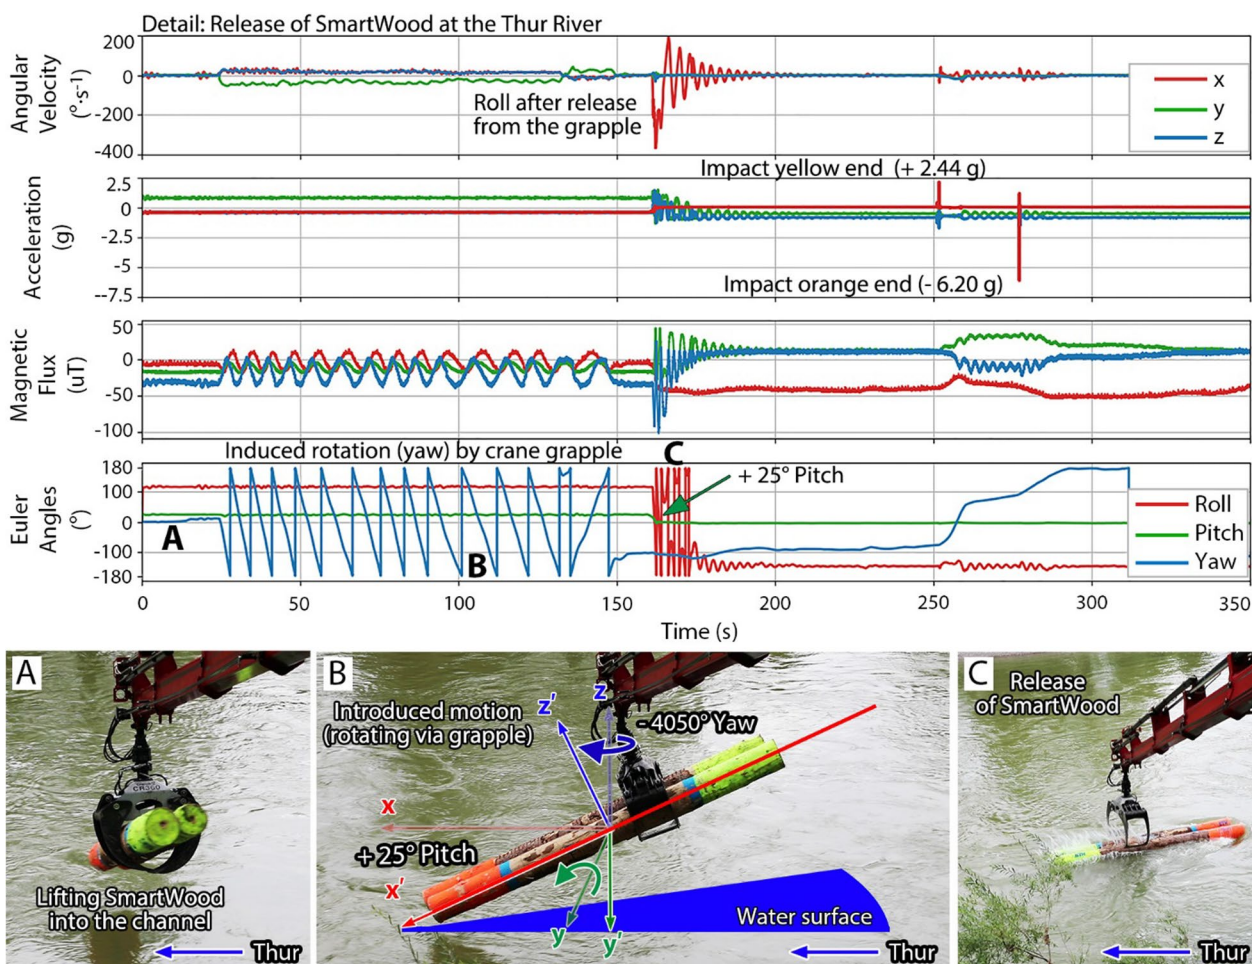 Detail: Release of SmartWood at the Thur River
Angular
Velocity
(°·s⁻¹)
200
0
-200
-400
Roll after release
from the grapple
x
y
z
Impact yellow end (+ 2.44 g)
Acceleration
(g)
2.5
0
-2.5
-5
--7.5
Impact orange end (- 6.20 g)
Magnetic
Flux
(uT)
50
0
-50
-100
Induced rotation (yaw) by crane grapple
C
Euler
Angles
(°)
180
100
0
-100
-180
+ 25° Pitch
A
B
Roll
Pitch
Yaw
0 50 100 150 200 250 300 350
Time (s)
A
Lifting SmartWood
into the channel
Thur
B
Introduced motion
(rotating via grapple)
z'
z
-4050° Yaw
x
+ 25° Pitch
x'
y
y'
Water surface
Thur
C
Release
of SmartWood
Thur